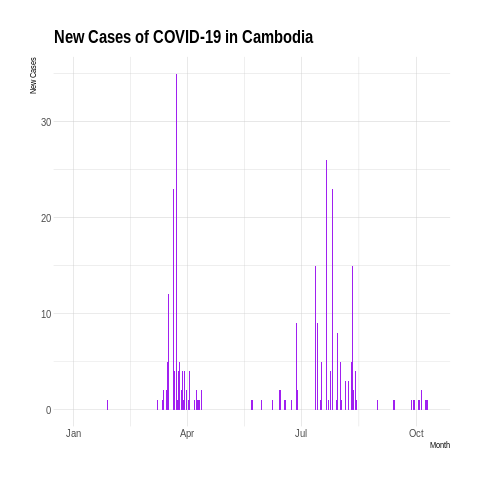 New Cases of COVID-19 in Cambodia
New Cases
30
20
10
0
Jan Apr Jul Oct
Month